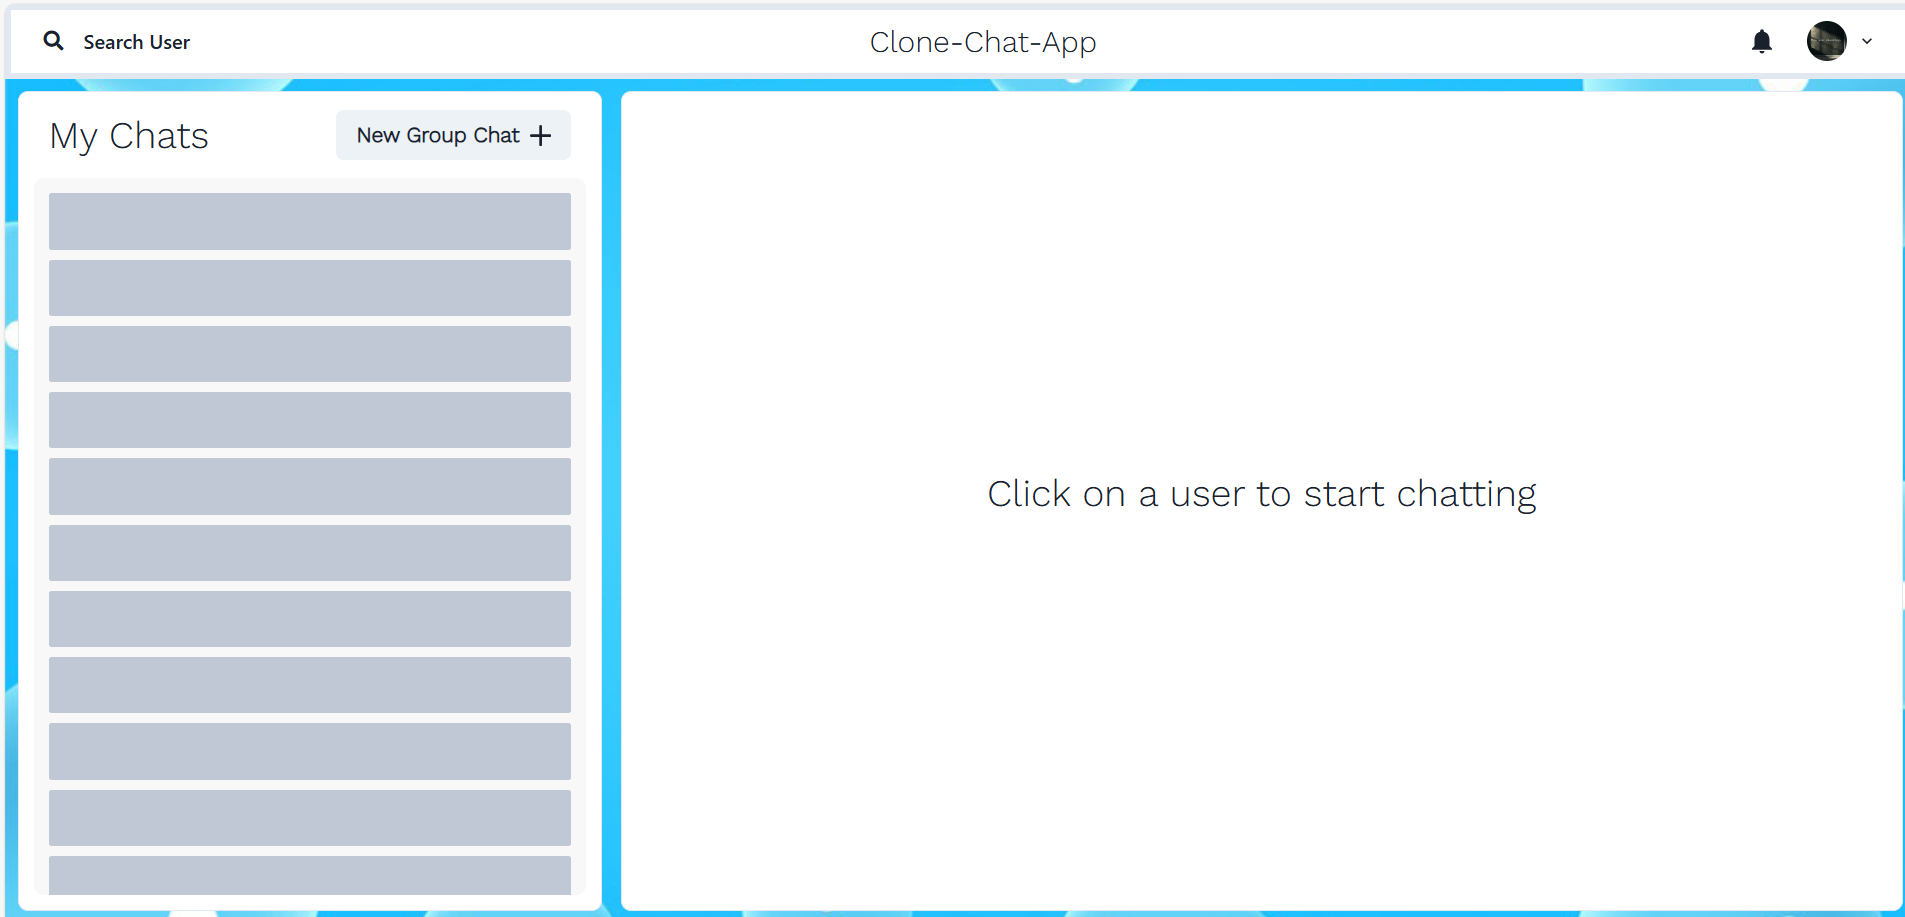 Search User
Clone-Chat-App
My Chats
New Group Chat
Click on a user to start chatting